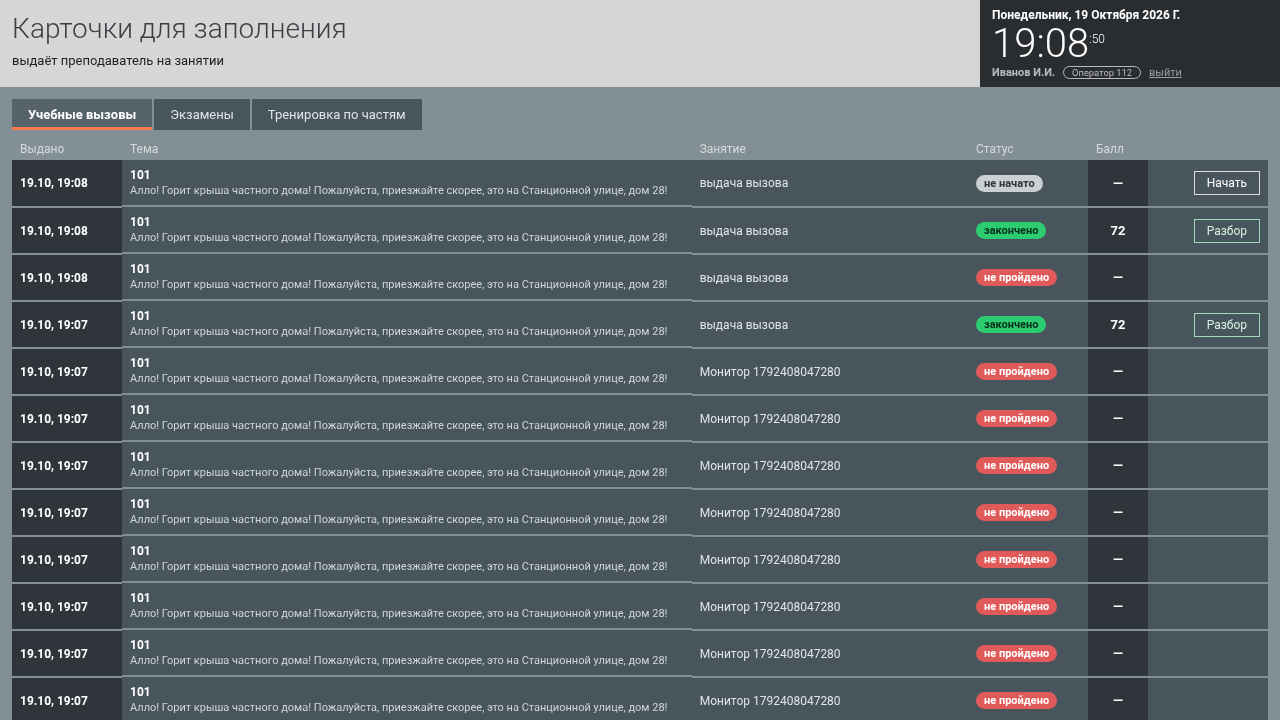 Карточки для заполнения
выдаёт преподаватель на занятии
Понедельник, 19 Октября 2026 Г.
19:08:50
Иванов И.И. Оператор 112 выйти
Учебные вызовы Экзамены Тренировка по частям
Выдано Тема Занятие Статус Балл
19.10, 19:08 101 выдача вызова не начато — Начать
Алло! Горит крыша частного дома! Пожалуйста, приезжайте скорее, это на Станционной улице, дом 28!
19.10, 19:08 101 выдача вызова закончено 72 Разбор
Алло! Горит крыша частного дома! Пожалуйста, приезжайте скорее, это на Станционной улице, дом 28!
19.10, 19:08 101 выдача вызова не пройдено —
Алло! Горит крыша частного дома! Пожалуйста, приезжайте скорее, это на Станционной улице, дом 28!
19.10, 19:07 101 выдача вызова закончено 72 Разбор
Алло! Горит крыша частного дома! Пожалуйста, приезжайте скорее, это на Станционной улице, дом 28!
19.10, 19:07 101 Монитор 1792408047280 не пройдено —
Алло! Горит крыша частного дома! Пожалуйста, приезжайте скорее, это на Станционной улице, дом 28!
19.10, 19:07 101 Монитор 1792408047280 не пройдено —
Алло! Горит крыша частного дома! Пожалуйста, приезжайте скорее, это на Станционной улице, дом 28!
19.10, 19:07 101 Монитор 1792408047280 не пройдено —
Алло! Горит крыша частного дома! Пожалуйста, приезжайте скорее, это на Станционной улице, дом 28!
19.10, 19:07 101 Монитор 1792408047280 не пройдено —
Алло! Горит крыша частного дома! Пожалуйста, приезжайте скорее, это на Станционной улице, дом 28!
19.10, 19:07 101 Монитор 1792408047280 не пройдено —
Алло! Горит крыша частного дома! Пожалуйста, приезжайте скорее, это на Станционной улице, дом 28!
19.10, 19:07 101 Монитор 1792408047280 не пройдено —
Алло! Горит крыша частного дома! Пожалуйста, приезжайте скорее, это на Станционной улице, дом 28!
19.10, 19:07 101 Монитор 1792408047280 не пройдено —
Алло! Горит крыша частного дома! Пожалуйста, приезжайте скорее, это на Станционной улице, дом 28!
19.10, 19:07 101 Монитор 1792408047280 не пройдено —
Алло! Горит крыша частного дома! Пожалуйста, приезжайте скорее, это на Станционной улице, дом 28!